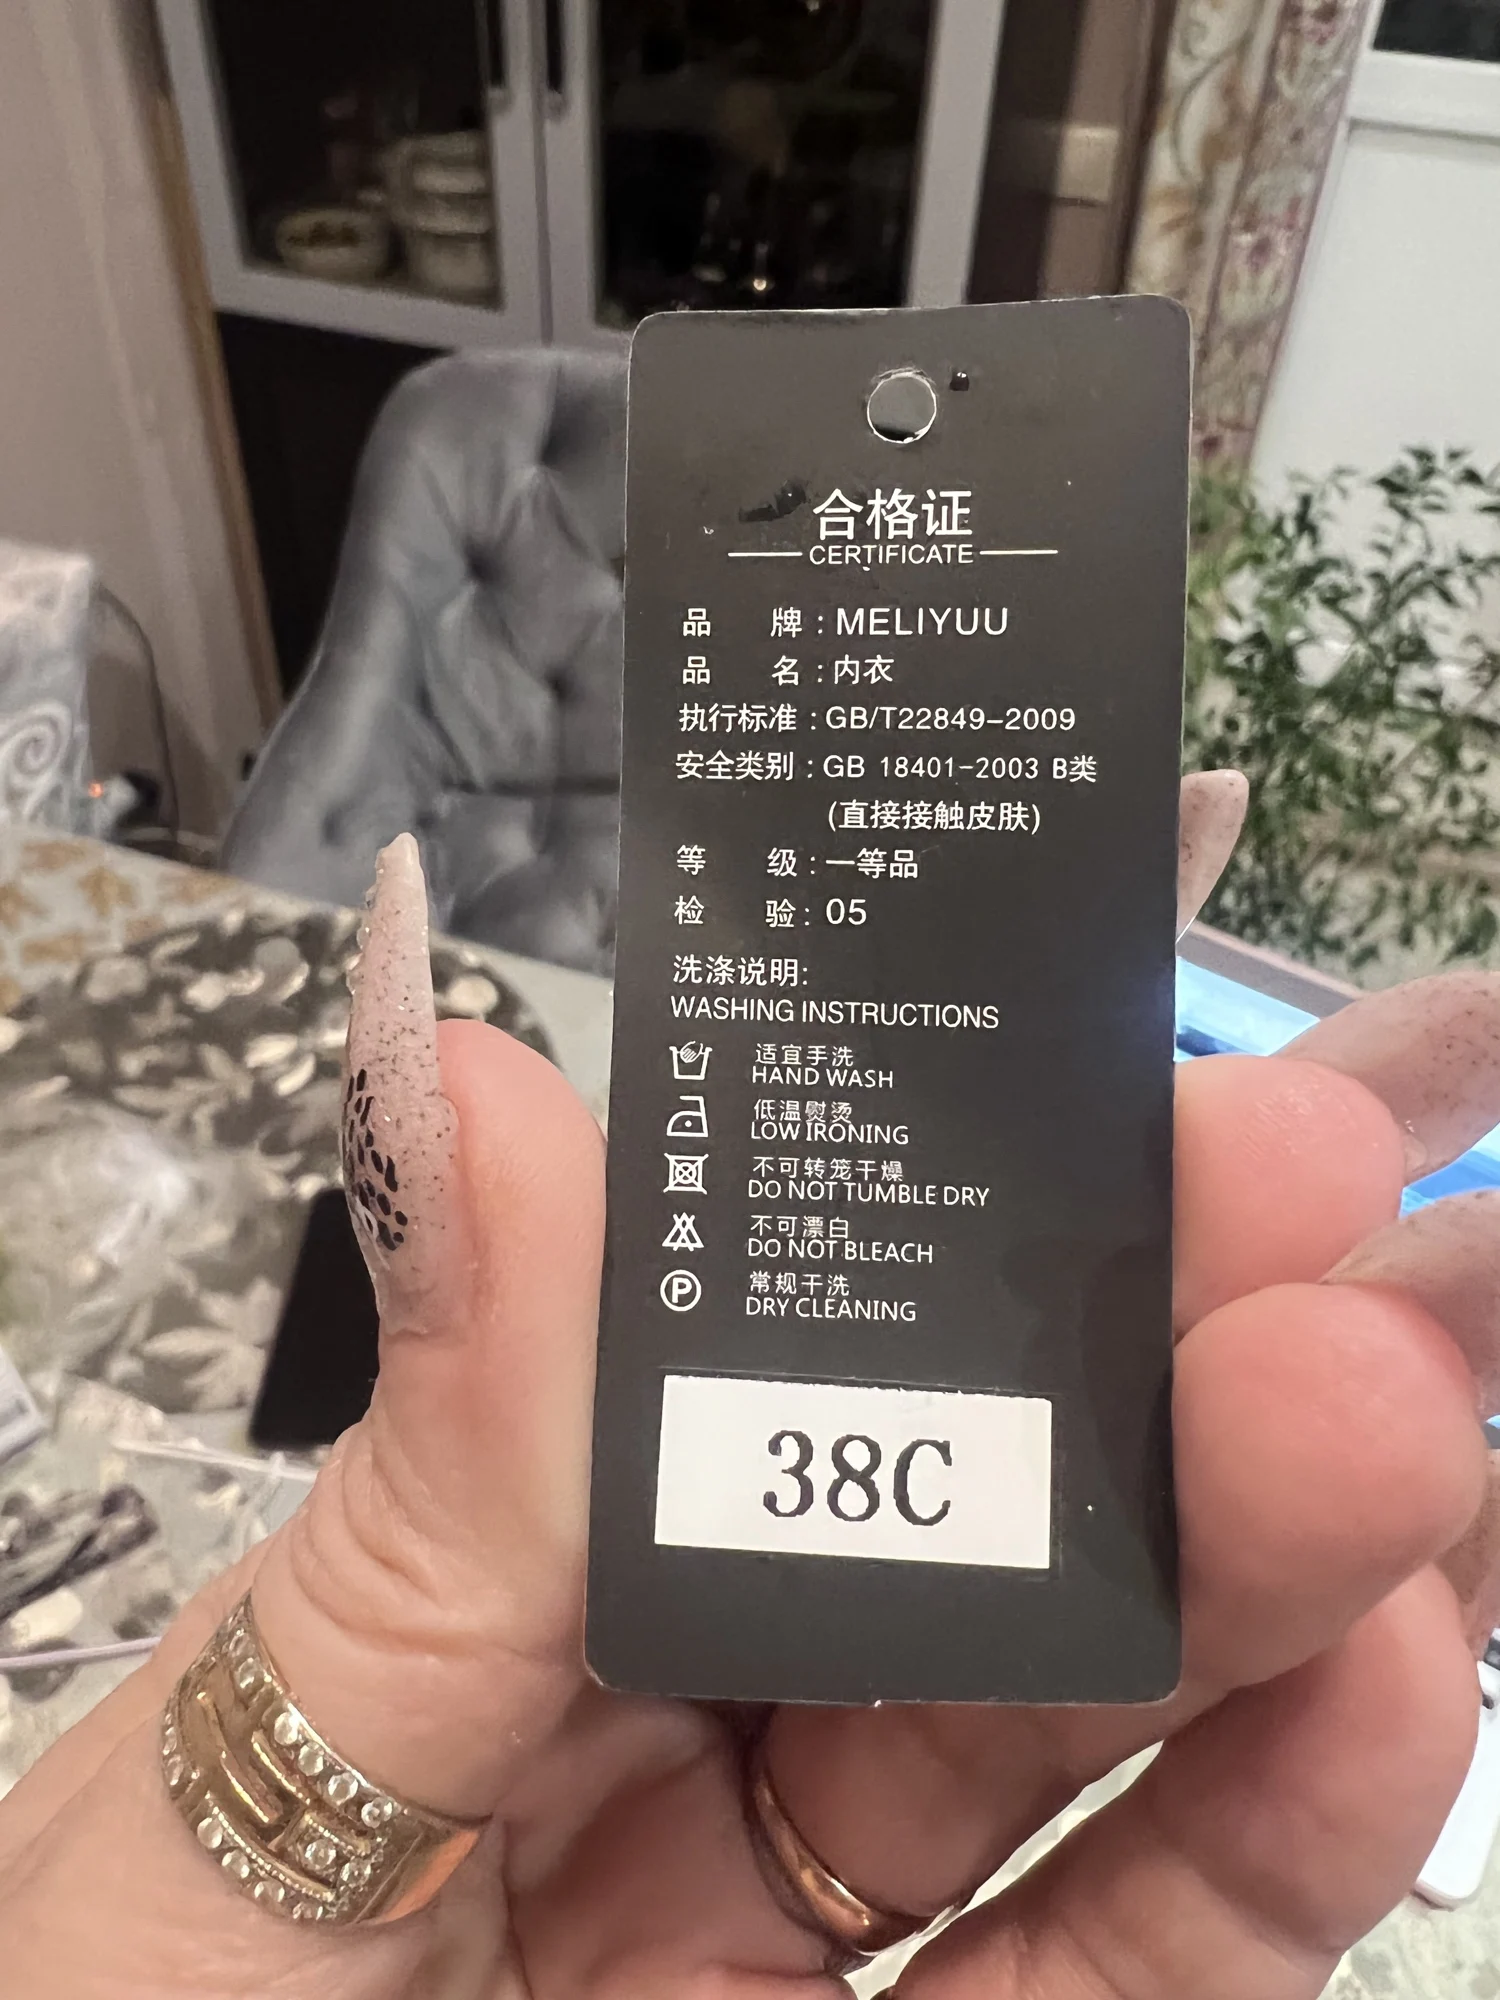 合格证
CERTIFICATE
品 牌：MELIYUU
品 名：内衣
执行标准：GB/T22849-2009
安全类别：GB 18401-2003 B类
(直接接触皮肤)
等 级：一等品
检 验：05
洗涤说明:
WASHING INSTRUCTIONS
适宜手洗
HAND WASH
低温熨烫
LOW IRONING
不可转笼干燥
DO NOT TUMBLE DRY
不可漂白
DO NOT BLEACH
P
常规干洗
DRY CLEANING
38C